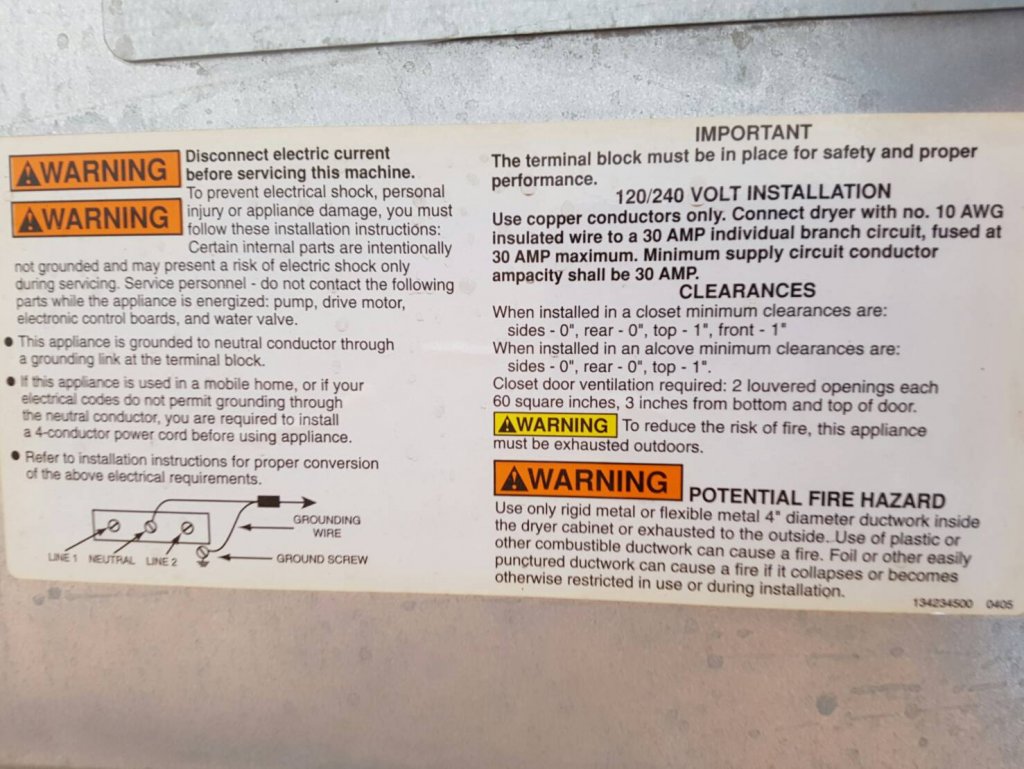 WARNING Disconnect electric current
before servicing this machine.
WARNING To prevent electrical shock, personal
injury or appliance damage, you must
follow these installation instructions:
Certain internal parts are intentionally
not grounded and may present a risk of electric shock only
during servicing. Service personnel - do not contact the following
parts while the appliance is energized: pump, drive motor,
electronic control boards, and water valve.
• This appliance is grounded to neutral conductor through
a grounding link at the terminal block.
• If this appliance is used in a mobile home, or if your
electrical codes do not permit grounding through
the neutral conductor, you are required to install
a 4-conductor power cord before using appliance.
• Refer to installation instructions for proper conversion
of the above electrical requirements.
GROUNDING
WIRE
LINE 1 NEUTRAL LINE 2
GROUND SCREW
IMPORTANT
The terminal block must be in place for safety and proper
performance.
120/240 VOLT INSTALLATION
Use copper conductors only. Connect dryer with no. 10 AWG
insulated wire to a 30 AMP individual branch circuit, fused at
30 AMP maximum. Minimum supply circuit conductor
ampacity shall be 30 AMP.
CLEARANCES
When installed in a closet minimum clearances are:
sides - 0", rear - 0", top - 1", front - 1"
When installed in an alcove minimum clearances are:
sides - 0", rear - 0", top - 1".
Closet door ventilation required: 2 louvered openings each
60 square inches, 3 inches from bottom and top of door.
WARNING To reduce the risk of fire, this appliance
must be exhausted outdoors.
WARNING POTENTIAL FIRE HAZARD
Use only rigid metal or flexible metal 4" diameter ductwork inside
the dryer cabinet or exhausted to the outside. Use of plastic or
other combustible ductwork can cause a fire. Foil or other easily
punctured ductwork can cause a fire if it collapses or becomes
otherwise restricted in use or during installation.
134234500 0405